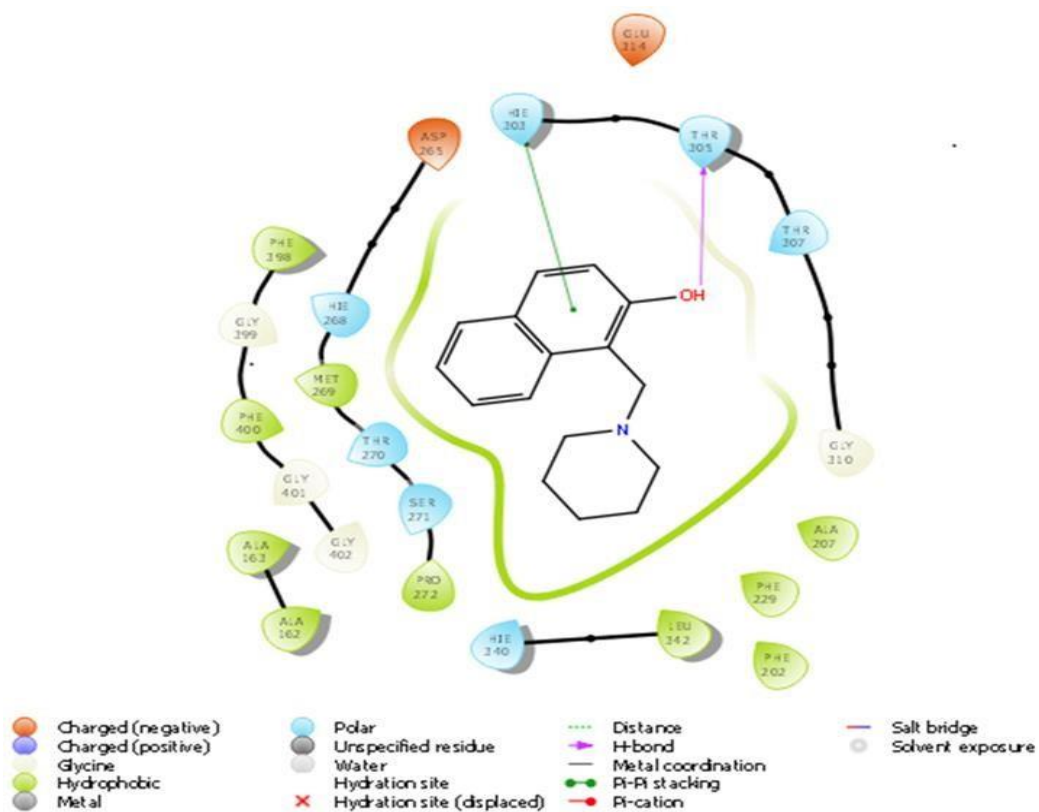 GLU
314
HIE
303
ASP
265
THR
305
THR
307
PHE
398
HIE
268
GLY
399
OH
MET
269
PHE
400
THR
270
N
GLY
310
GLY
401
SER
271
ALA
207
GLY
402
ALA
163
PRO
272
PHE
229
ALA
162
HIE
340
LEU
342
PHE
202
Charged (negative)
Charged (positive)
Glycine
Hydrophobic
Metal
Polar
Unspecified residue
Water
Hydration site
Hydration site (displaced)
Distance
H-bond
Metal coordination
Pi-Pi stacking
Pi-cation
Salt bridge
Solvent exposure